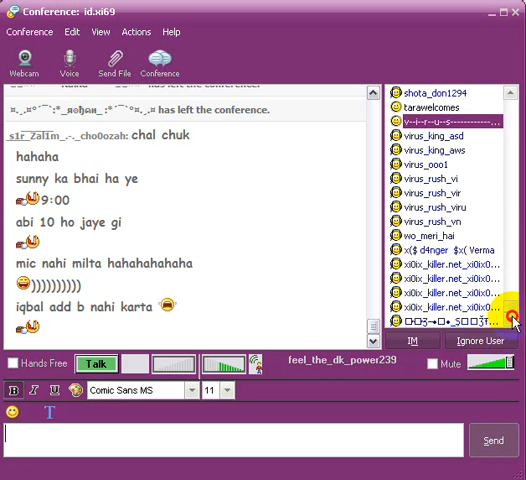 Conference: id.xi69
Conference Edit View Actions Help
Webcam Voice Send File Conference
has left the conference.
has left the conference.
chal chuk
hahaha
sunny ka bhai ha ye
9:00
abi 10 ho jaye gi
mic nahi milta hahahahahaha
))))))))))
iqbal add b nahi karta
shota_don1294
tarawelcomes
v--i--r--u--s------------...
virus_king_asd
virus_king_aws
virus_ooo1
virus_rush_vi
virus_rush_vir
virus_rush_viru
virus_rush_vn
wo_meri_hai
x($ d4nger $x( Verma
xi0ix_killer.net_xi0ix0...
xi0ix_killer.net_xi0ix0...
xi0ix_killer.net_xi0ix0...
xi0ix_killer.net_xi0ix0...
IM Ignore User
Hands Free Talk feel_the_dk_power239 Mute
B I U Comic Sans MS 11
T
Send